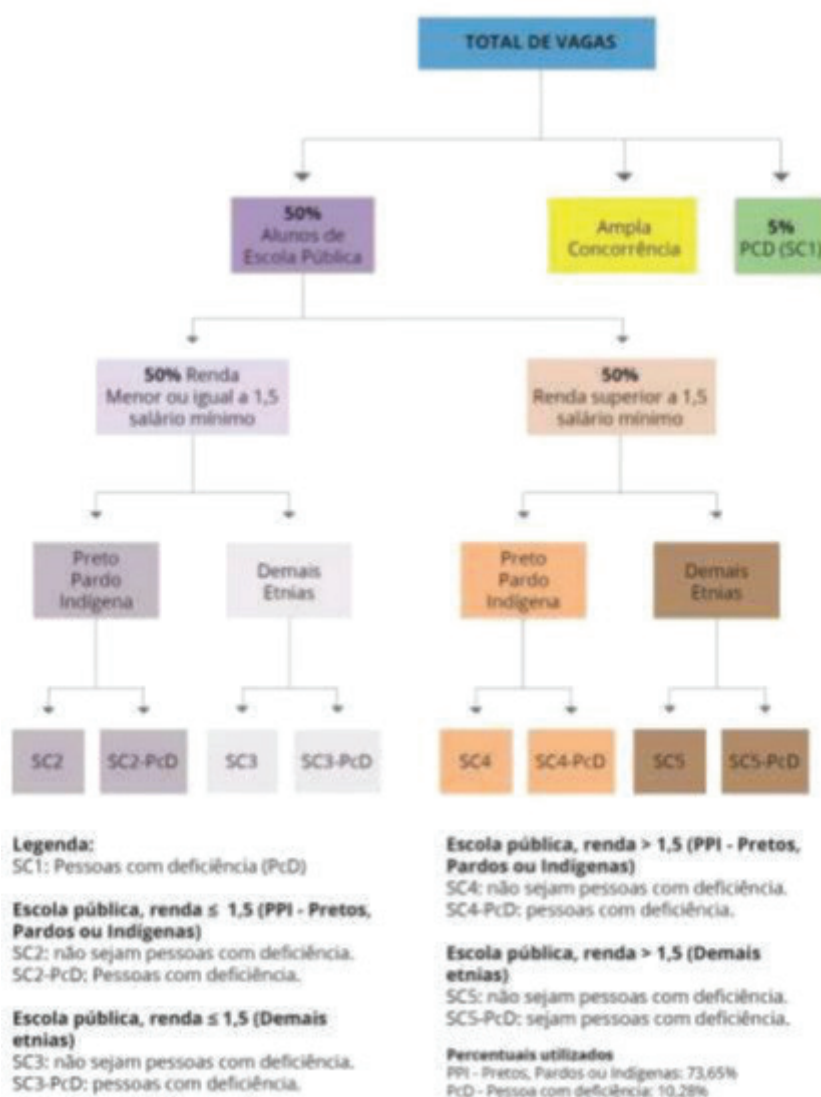 TOTAL DE VAGAS
50%
Alunos de
Escola Pública
Ampla
Concorrência
5%
PCD (SC1)
50% Renda
Menor ou igual a 1,5
salário mínimo
50%
Renda superior a 1,5
salário mínimo
Preto
Pardo
Indígena
Demais
Etnias
Preto
Pardo
Indígena
Demais
Etnias
SC2
SC2-PcD
SC3
SC3-PcD
SC4
SC4-PcD
SC5
SC5-PcD
Legenda:
SC1: Pessoas com deficiência (PcD)
Escola pública, renda ≤ 1,5 (PPI - Pretos,
Pardos ou Indígenas)
SC2: não sejam pessoas com deficiência.
SC2-PcD: Pessoas com deficiência.
Escola pública, renda ≤ 1,5 (Demais
etnias)
SC3: não sejam pessoas com deficiência.
SC3-PcD: pessoas com deficiência.
Escola pública, renda > 1,5 (PPI - Pretos,
Pardos ou Indígenas)
SC4: não sejam pessoas com deficiência.
SC4-PcD: pessoas com deficiência.
Escola pública, renda > 1,5 (Demais
etnias)
SC5: não sejam pessoas com deficiência.
SC5-PcD: sejam pessoas com deficiência.
Percentuais utilizados
PPI - Pretos, Pardos ou Indígenas: 73,65%
PcD - Pessoa com deficiência: 10,28%